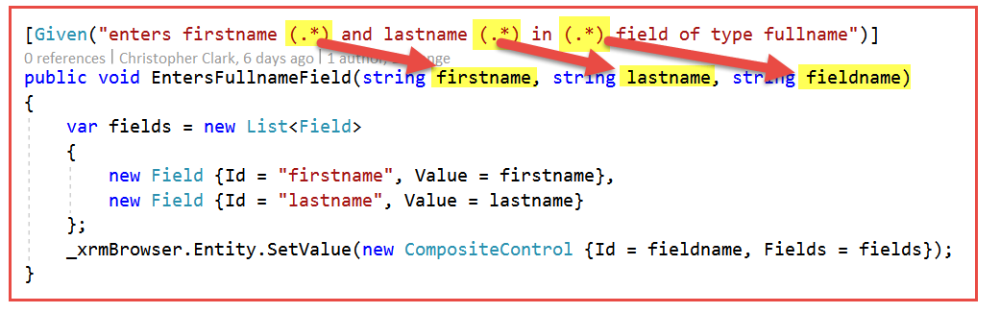 [Given("enters firstname (.*) and lastname (.*) in (.*) field of type fullname")]
0 references | Christopher Clark, 6 days ago | 1 author,
public void EntersFullnameField(string firstname, string lastname, string fieldname)
{
var fields = new List<Field>
{
new Field {Id = "firstname", Value = firstname},
new Field {Id = "lastname", Value = lastname}
};
_xrmBrowser.Entity.SetValue(new CompositeControl {Id = fieldname, Fields = fields});
}